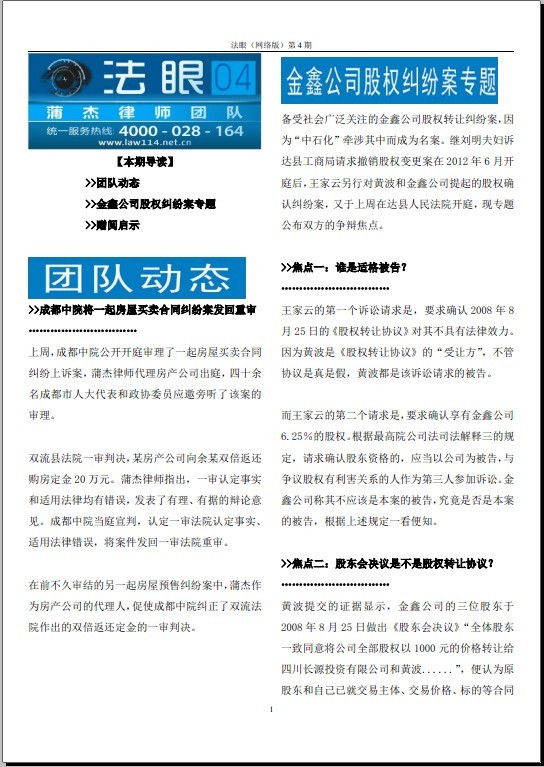 法眼（网络版）第 4 期
法眼 04
蒲杰律师团队
统一服务热线: 4000 - 028 - 164
www.law114.net.cn
【本期导读】
>>团队动态
>>金鑫公司股权纠纷案专题
>>赠阅启示
团队动态
>>成都中院将一起房屋买卖合同纠纷案发回重审
..............................
上周,成都中院公开开庭审理了一起房屋买卖合同
纠纷上诉案,蒲杰律师代理房产公司出庭,四十余
名成都市人大代表和政协委员应邀旁听了该案的
审理。
双流县法院一审判决,某房产公司向余某双倍返还
购房定金 20 万元。蒲杰律师指出,一审认定事实
和适用法律均有错误,发表了有理、有据的辩论意
见。成都中院当庭宣判,认定一审法院认定事实、
适用法律错误,将案件发回一审法院重审。
在前不久审结的另一起房屋预售纠纷案中,蒲杰作
为房产公司的代理人,促使成都中院纠正了双流法
院作出的双倍返还定金的一审判决。
金鑫公司股权纠纷案专题
备受社会广泛关注的金鑫公司股权转让纠纷案,因
为“中石化”牵涉其中而成为名案。继刘明夫妇诉
达县工商局请求撤销股权变更案在 2012 年 6 月开
庭后,王家云另行对黄波和金鑫公司提起的股权确
认纠纷案,又于上周在达县人民法院开庭,现专题
公布双方的争辩焦点。
>>焦点一：谁是适格被告？
..............................
王家云的第一个诉讼请求是，要求确认 2008 年 8
月 25 日的《股权转让协议》对其不具有法律效力。
因为黄波是《股权转让协议》的“受让方”，不管
协议是真是假，黄波都是该诉讼请求的被告。
而王家云的第二个请求是,要求确认享有金鑫公司
6.25%的股权。根据最高院公司法司法解释三的规
定，请求确认股东资格的，应当以公司为被告,与
争议股权有利害关系的人作为第三人参加诉讼。金
鑫公司称其不应该是本案的被告,究竟是否是本案
的被告，根据上述规定一看便知。
>>焦点二：股东会决议是不是股权转让协议？
..............................
黄波提交的证据显示，金鑫公司的三位股东于
2008 年 8 月 25 日做出《股东会决议》“全体股东
一致同意将公司全部股权以 1000 元的价格转让给
四川长源投资有限公司和黄波......”,便认为原
股东和自己已就交易主体、交易价格、标的等合同
1